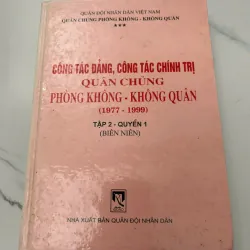 QUÂN ĐỘI NHÂN DÂN VIỆT NAM
QUÂN CHỦNG PHÒNG KHÔNG - KHÔNG QUÂN
***
CÔNG TÁC ĐẢNG, CÔNG TÁC CHÍNH TRỊ
QUÂN CHỦNG
PHÒNG KHÔNG - KHÔNG QUÂN
(1977 - 1999)
TẬP 2 - QUYỂN 1
(BIÊN NIÊN)
NHÀ XUẤT BẢN QUÂN ĐỘI NHÂN DÂN